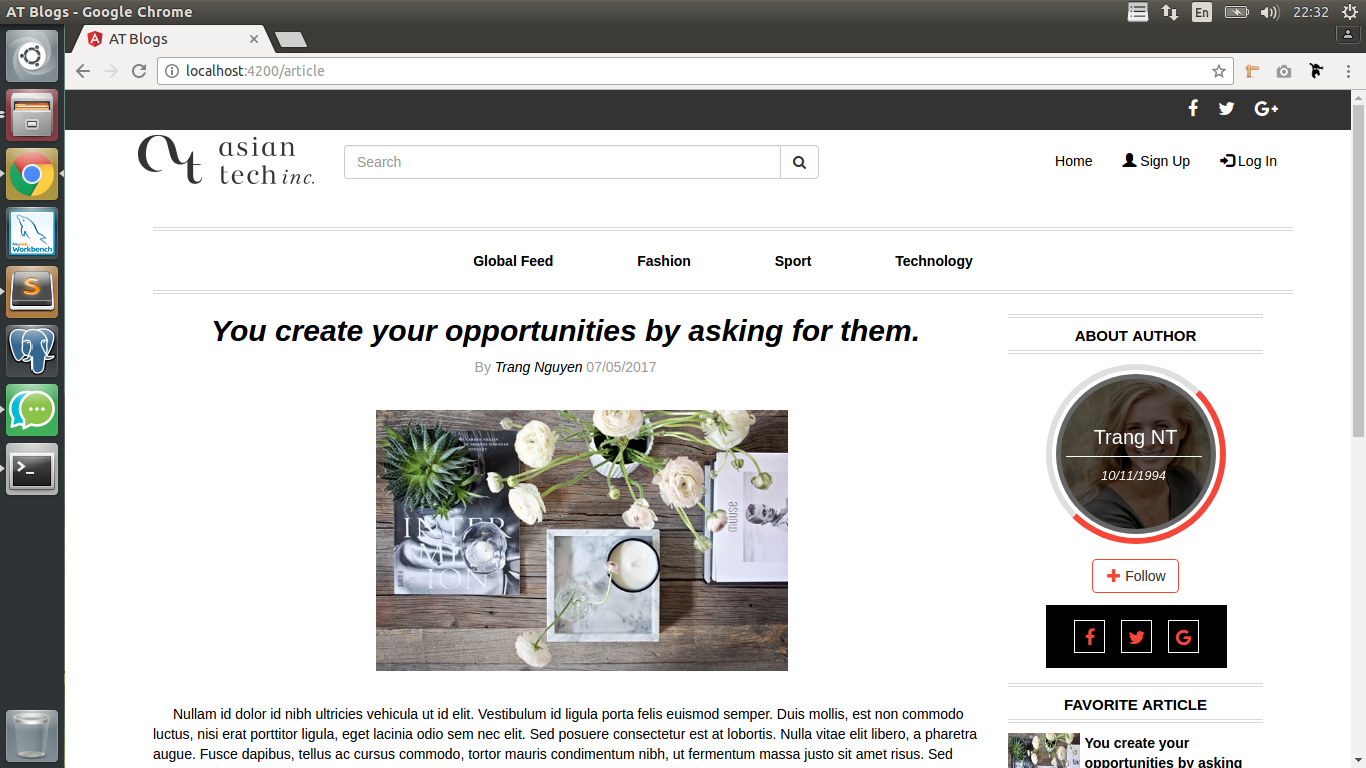 AT Blogs - Google Chrome
En
22:32
AT Blogs
localhost:4200/article
asian
tech inc.
Search
Home
Sign Up
Log In
Global Feed
Fashion
Sport
Technology
You create your opportunities by asking for them.
By Trang Nguyen 07/05/2017
INTER
MIS
ION
muuse
Nullam id dolor id nibh ultricies vehicula ut id elit. Vestibulum id ligula porta felis euismod semper. Duis mollis, est non commodo
luctus, nisi erat porttitor ligula, eget lacinia odio sem nec elit. Sed posuere consectetur est at lobortis. Nulla vitae elit libero, a pharetra
augue. Fusce dapibus, tellus ac cursus commodo, tortor mauris condimentum nibh, ut fermentum massa justo sit amet risus. Sed
ABOUT AUTHOR
Trang NT
10/11/1994
Follow
FAVORITE ARTICLE
You create your
opportunities by asking
Workbench